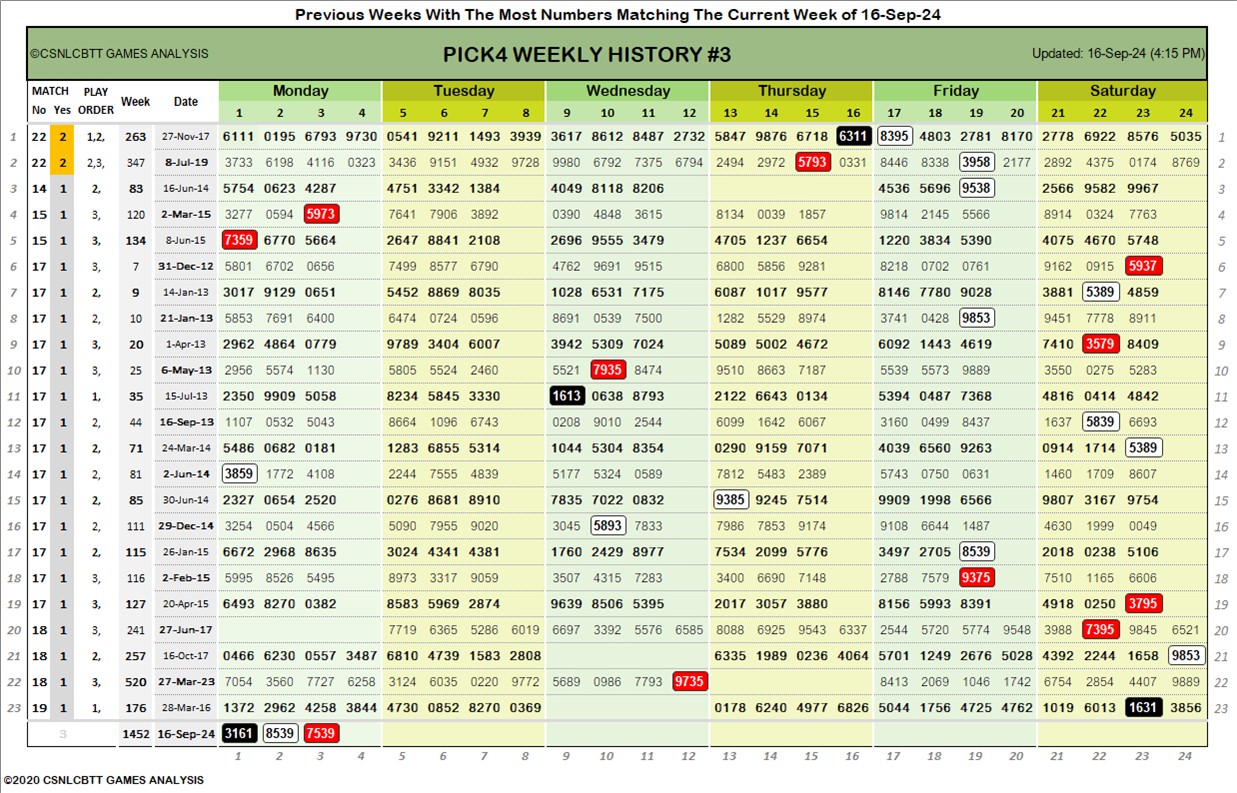 Previous Weeks With The Most Numbers Matching The Current Week of 16-Sep-24
©CSNLCBTT GAMES ANALYSIS PICK4 WEEKLY HISTORY #3 Updated: 16-Sep-24 (4:15 PM)
MATCH PLAY Week Date Monday Tuesday Wednesday Thursday Friday Saturday
No Yes ORDER 1 2 3 4 5 6 7 8 9 10 11 12 13 14 15 16 17 18 19 20 21 22 23 24
1 22 2 1,2, 263 27-Nov-17 6111 0195 6793 9730 0541 9211 1493 3939 3617 8612 8487 2732 5847 9876 6718 6311 8395 4803 2781 8170 2778 6922 8576 5035 1
2 22 2 2,3, 347 8-Jul-19 3733 6198 4116 0323 3436 9151 4932 9728 9980 6792 7375 6794 2494 2972 5793 0331 8446 8338 3958 2177 2892 4375 0174 8769 2
3 14 1 2, 83 16-Jun-14 5754 0623 4287 4751 3342 1384 4049 8118 8206 4536 5696 9538 2566 9582 9967 3
4 15 1 3, 120 2-Mar-15 3277 0594 5973 7641 7906 3892 0390 4848 3615 8134 0039 1857 9814 2145 5566 8914 0324 7763 4
5 15 1 3, 134 8-Jun-15 7359 6770 5664 2647 8841 2108 2696 9555 3479 4705 1237 6654 1220 3834 5390 4075 4670 5748 5
6 17 1 3, 7 31-Dec-12 5801 6702 0656 7499 8577 6790 4762 9691 9515 6800 5856 9281 8218 0702 0761 9162 0915 5937 6
7 17 1 2, 9 14-Jan-13 3017 9129 0651 5452 8869 8035 1028 6531 7175 6087 1017 9577 8146 7780 9028 3881 5389 4859 7
8 17 1 2, 10 21-Jan-13 5853 7691 6400 6474 0724 0596 8691 0539 7500 1282 5529 8974 3741 0428 9853 9451 7778 8911 8
9 17 1 3, 20 1-Apr-13 2962 4864 0779 9789 3404 6007 3942 5309 7024 5089 5002 4672 6092 1443 4619 7410 3579 8409 9
10 17 1 3, 25 6-May-13 2956 5574 1130 5805 5524 2460 5521 7935 8474 9510 8663 7187 5539 5573 9889 3550 0275 5283 10
11 17 1 1, 35 15-Jul-13 2350 9909 5058 8234 5845 3330 1613 0638 8793 2122 6643 0134 5394 0487 7368 4816 0414 4842 11
12 17 1 2, 44 16-Sep-13 1107 0532 5043 8664 1096 6743 0208 9010 2544 6099 1642 6067 3160 0499 8437 1637 5839 6693 12
13 17 1 2, 71 24-Mar-14 5486 0682 0181 1283 6855 5314 1044 5304 8354 0290 9159 7071 4039 6560 9263 0914 1714 5389 13
14 17 1 2, 81 2-Jun-14 3859 1772 4108 2244 7555 4839 5177 5324 0589 7812 5483 2389 5743 0750 0631 1460 1709 8607 14
15 17 1 2, 85 30-Jun-14 2327 0654 2520 0276 8681 8910 7835 7022 0832 9385 9245 7514 9909 1998 6566 9807 3167 9754 15
16 17 1 2, 111 29-Dec-14 3254 0504 4566 5090 7955 9020 3045 5893 7833 7986 7853 9174 9108 6644 1487 4630 1999 0049 16
17 17 1 2, 115 26-Jan-15 6672 2968 8635 3024 4341 4381 1760 2429 8977 7534 2099 5776 3497 2705 8539 2018 0238 5106 17
18 17 1 3, 116 2-Feb-15 5995 8526 5495 8973 3317 9059 3507 4315 7283 3400 6690 7148 2788 7579 9375 7510 1165 6606 18
19 17 1 3, 127 20-Apr-15 6493 8270 0382 8583 5969 2874 9639 8506 5395 2017 3057 3880 8156 5993 8391 4918 0250 3795 19
20 18 1 3, 241 27-Jun-17 7719 6365 5286 6019 6697 3392 5576 6585 8088 6925 9543 6337 2544 5720 5774 9548 3988 7395 9845 6521 20
21 18 1 2, 257 16-Oct-17 0466 6230 0557 3487 6810 4739 1583 2808 6335 1989 0236 4064 5701 1249 2676 5028 4392 2244 1658 9853 21
22 18 1 3, 520 27-Mar-23 7054 3560 7727 6258 3124 6035 0220 9772 5689 0986 7793 9735 8413 2069 1046 1742 6754 2854 4407 9889 22
23 19 1 1, 176 28-Mar-16 1372 2962 4258 3844 4730 0852 8270 0369 0178 6240 4977 6826 5044 1756 4725 4762 1019 6013 1631 3856 23
3 1452 16-Sep-24 3161 8539 7539
1 2 3 4 5 6 7 8 9 10 11 12 13 14 15 16 17 18 19 20 21 22 23 24
©2020 CSNLCBTT GAMES ANALYSIS